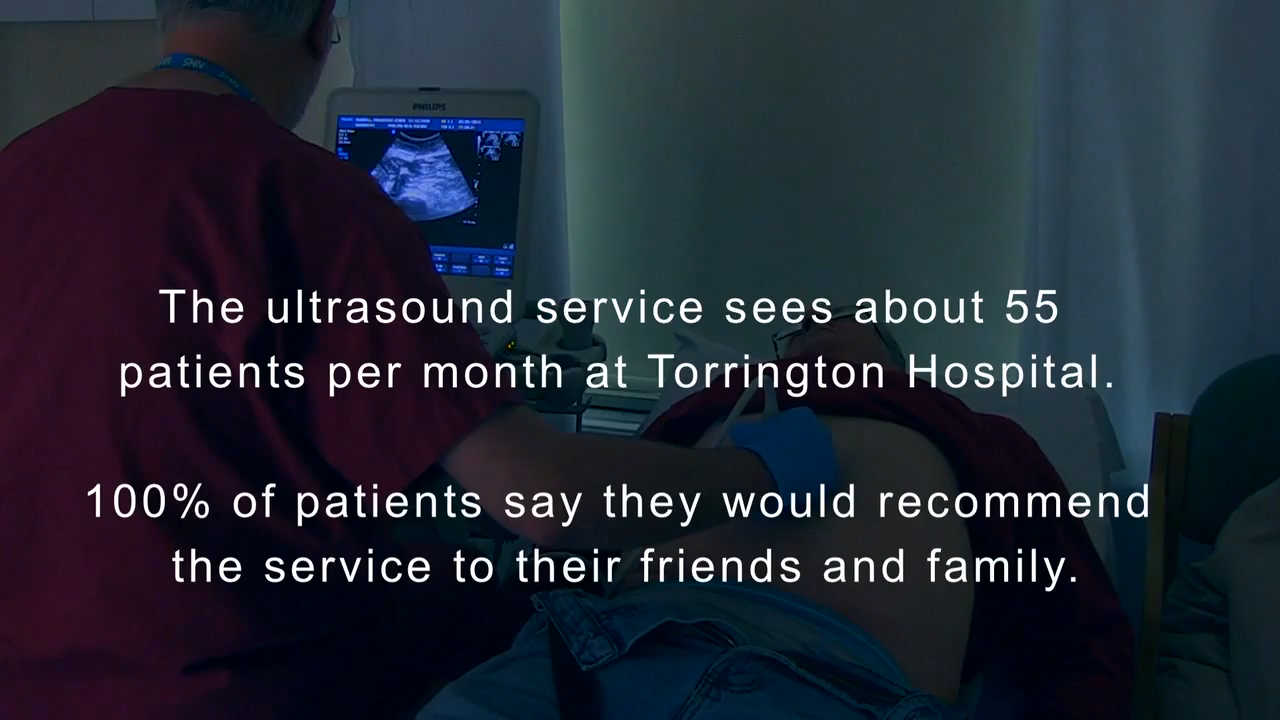 NHS
PHILIPS
The ultrasound service sees about 55
patients per month at Torrington Hospital.
100% of patients say they would recommend
the service to their friends and family.